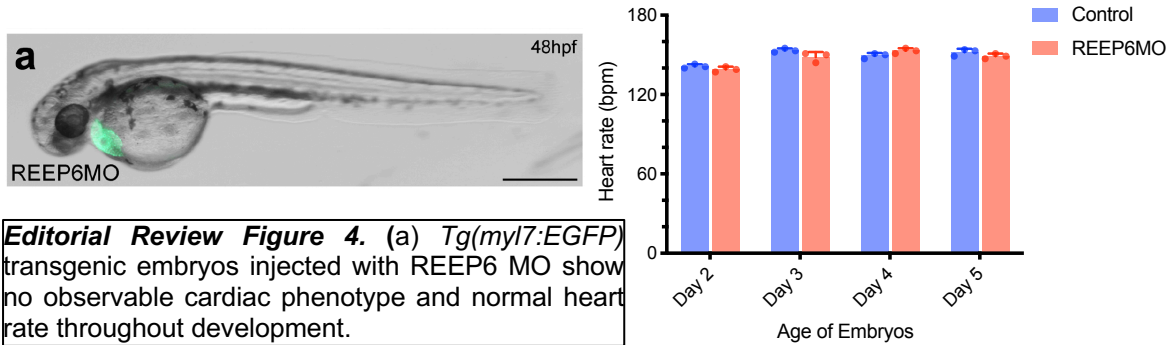 a
48hpf
REEP6MO
Editorial Review Figure 4. (a) Tg(myl7:EGFP)
transgenic embryos injected with REEP6 MO show
no observable cardiac phenotype and normal heart
rate throughout development.
Control
REEP6MO
Heart rate (bpm)
180
120
60
0
Day 2
Day 3
Day 4
Day 5
Age of Embryos